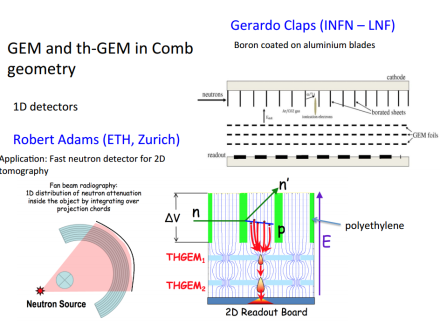 Gerardo Claps (INFN – LNF)
GEM and th-GEM in Comb
geometry
Boron coated on aluminium blades
cathode
neutrons
borated sheets
GEM foils
readout
1D detectors
Robert Adams (ETH, Zurich)
Application: Fast neutron detector for 2D
tomography
Fan beam radiography:
1D distribution of neutron attenuation
inside the object by integrating over
projection chords
Neutron Source
n'
ΔV
n
p
polyethylene
E
THGEM1
THGEM2
2D Readout Board